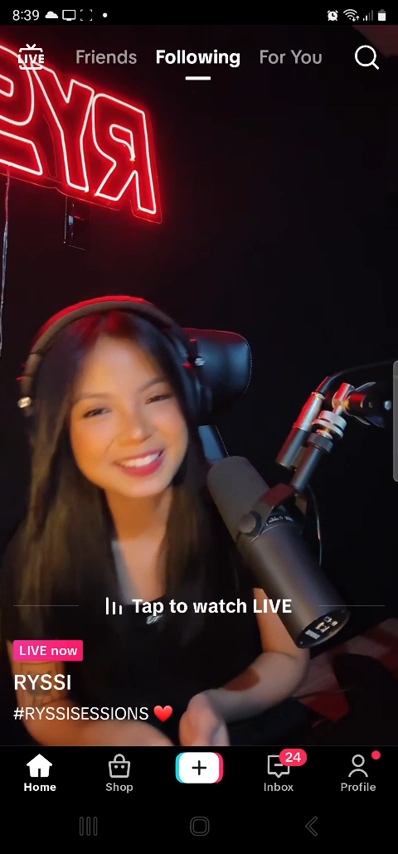 8:39
LIVE
Friends
Following
For You
RYSSI
Tap to watch LIVE
LIVE now
RYSSI
#RYSSISESSIONS ❤️
Home
Shop
24
Inbox
Profile